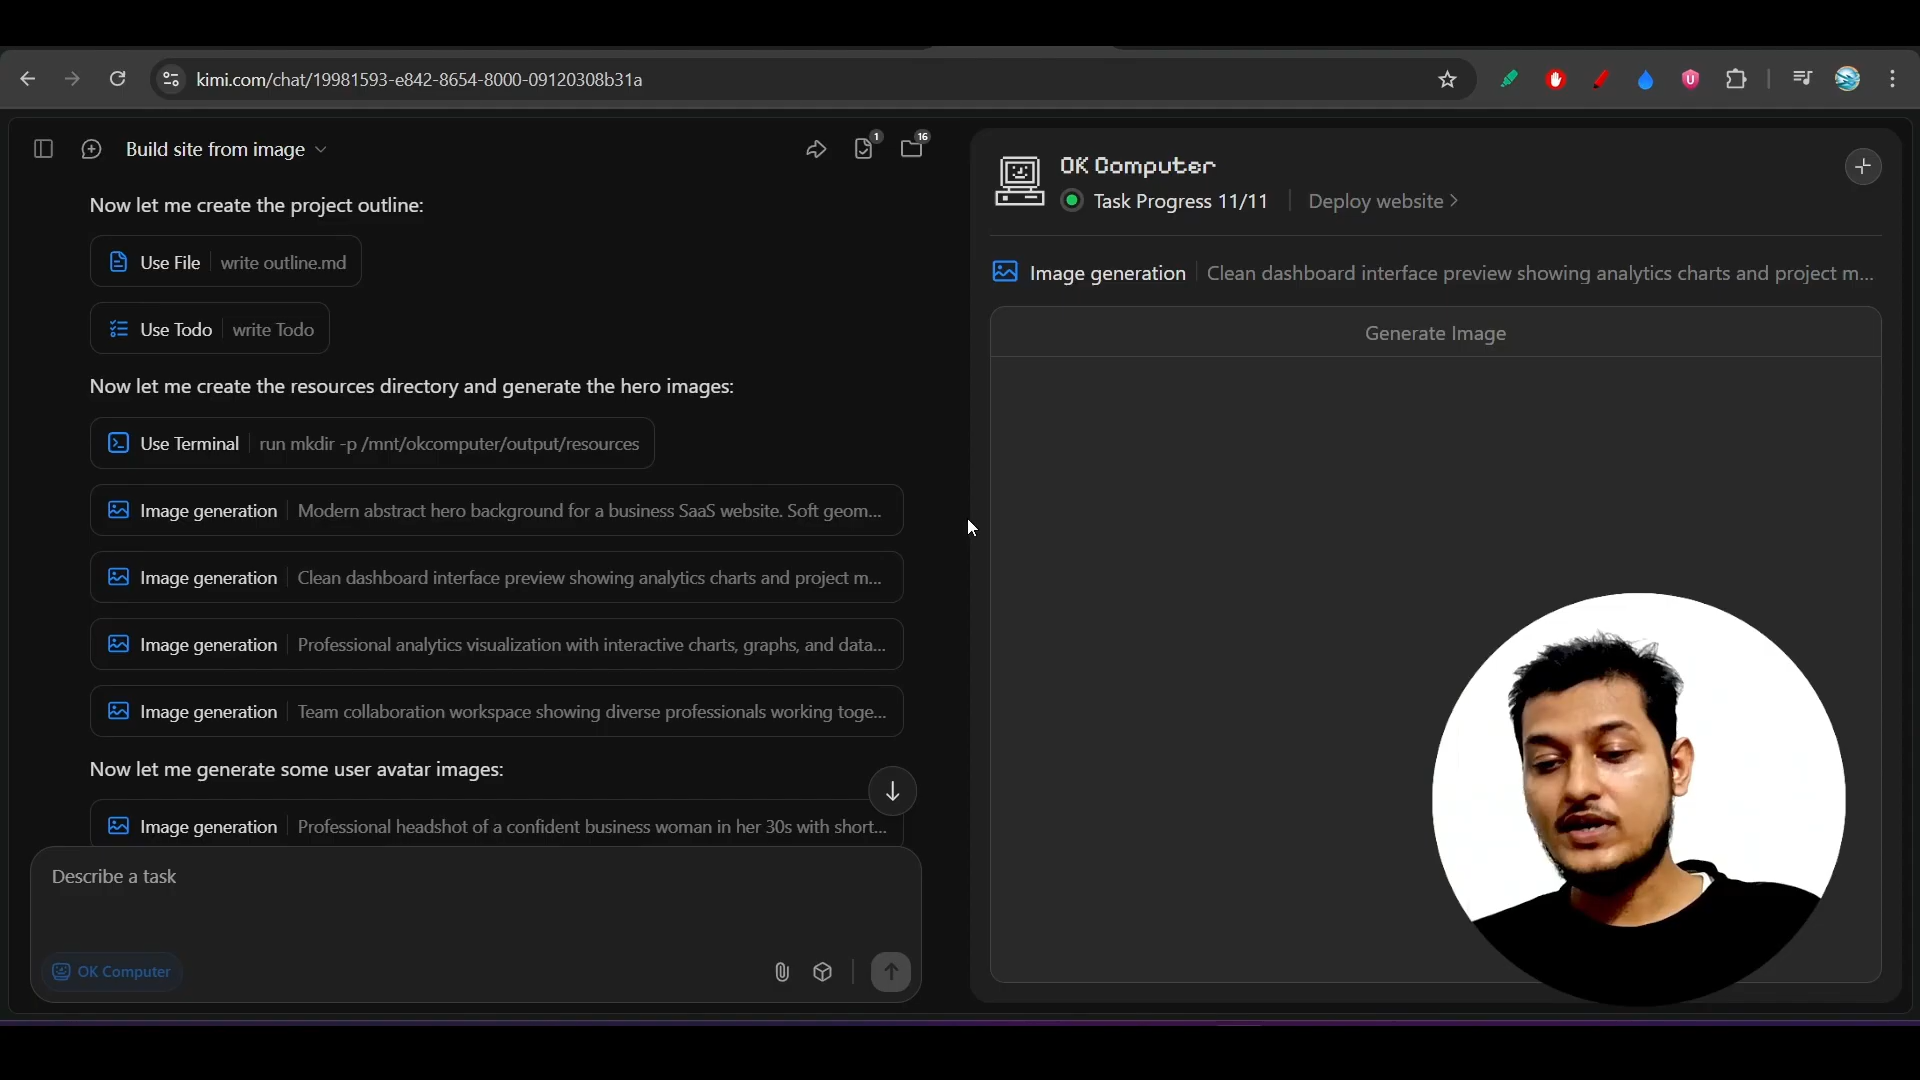 kimi.com/chat/19981593-e842-8654-8000-09120308b31a
Build site from image
1
16
Now let me create the project outline:
Use File write outline.md
Use Todo write Todo
Now let me create the resources directory and generate the hero images:
Use Terminal run mkdir -p /mnt/okcomputer/output/resources
Image generation Modern abstract hero background for a business SaaS website. Soft geom...
Image generation Clean dashboard interface preview showing analytics charts and project m...
Image generation Professional analytics visualization with interactive charts, graphs, and data...
Image generation Team collaboration workspace showing diverse professionals working toge...
Now let me generate some user avatar images:
Image generation Professional headshot of a confident business woman in her 30s with short...
Describe a task
OK Computer
OK Computer
Task Progress 11/11 Deploy website >
Image generation Clean dashboard interface preview showing analytics charts and project m...
Generate Image